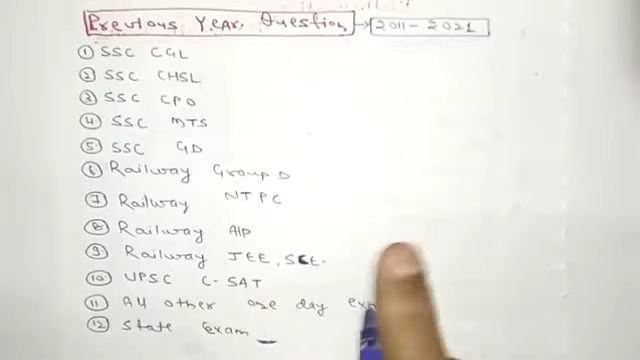 Previous Year Question → 2011-2021
① SSC CGL
② SSC CHSL
③ SSC CPO
④ SSC MTS
⑤ SSC GD
⑥ Railway Group D
⑦ Railway NTPC
⑧ Railway Alp
⑨ Railway JEE, SCE.
⑩ UPSC C-SAT
⑪ All other one day
⑫ State exam